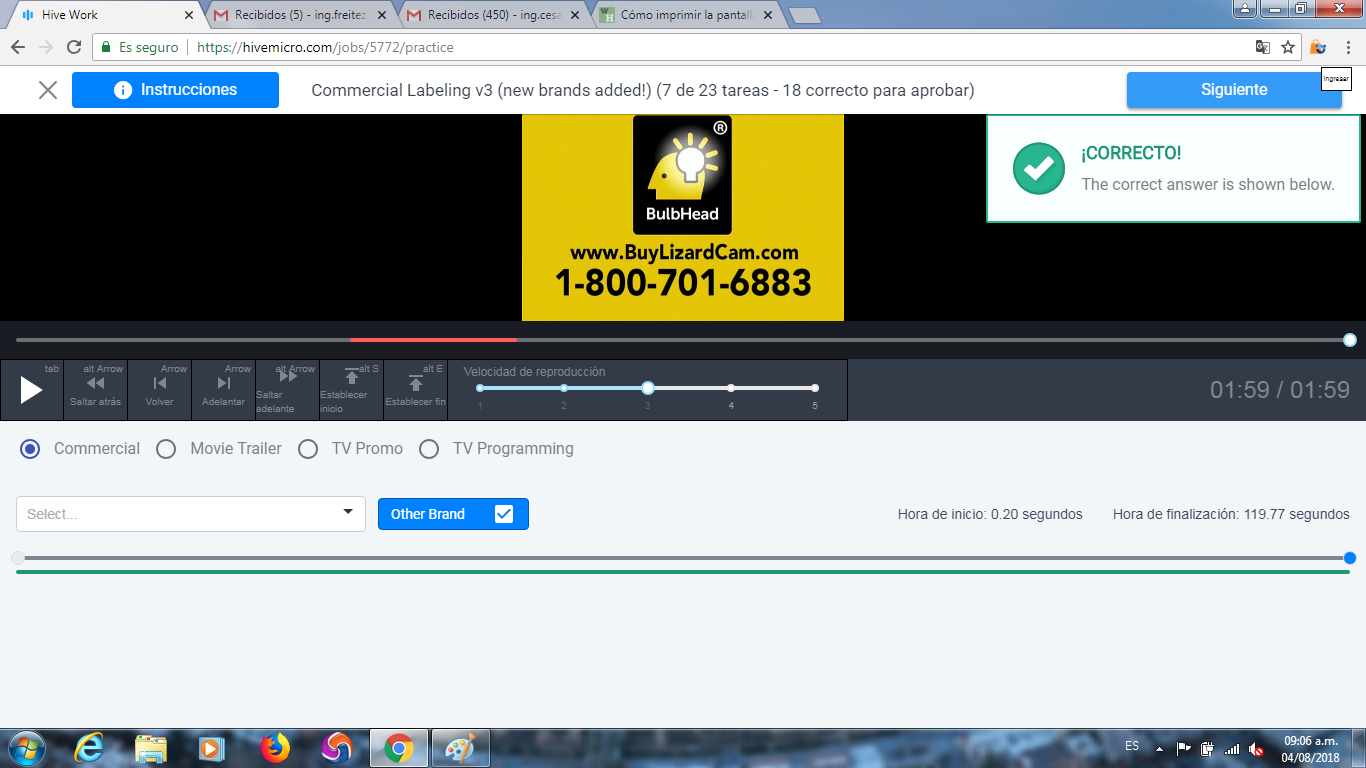 Hive Work
Recibidos (5) - ing.freiteze
Recibidos (450) - ing.cesa
Cómo imprimir la pantall
Es seguro
https://hivemicro.com/jobs/5772/practice
Ingresar
Instrucciones
Commercial Labeling v3 (new brands added!) (7 de 23 tareas - 18 correcto para aprobar)
Siguiente
¡CORRECTO!
The correct answer is shown below.
®
BulbHead
www.BuyLizardCam.com
1-800-701-6883
tab
alt Arrow
Saltar atrás
Arrow
Volver
Arrow
Adelantar
alt Arrow
Saltar
adelante
alt S
Establecer
inicio
alt E
Establecer fin
Velocidad de reproducción
1 2 3 4 5
01:59 / 01:59
Commercial
Movie Trailer
TV Promo
TV Programming
Select...
Other Brand
Hora de inicio: 0.20 segundos
Hora de finalización: 119.77 segundos
ES
09:06 a.m.
04/08/2018